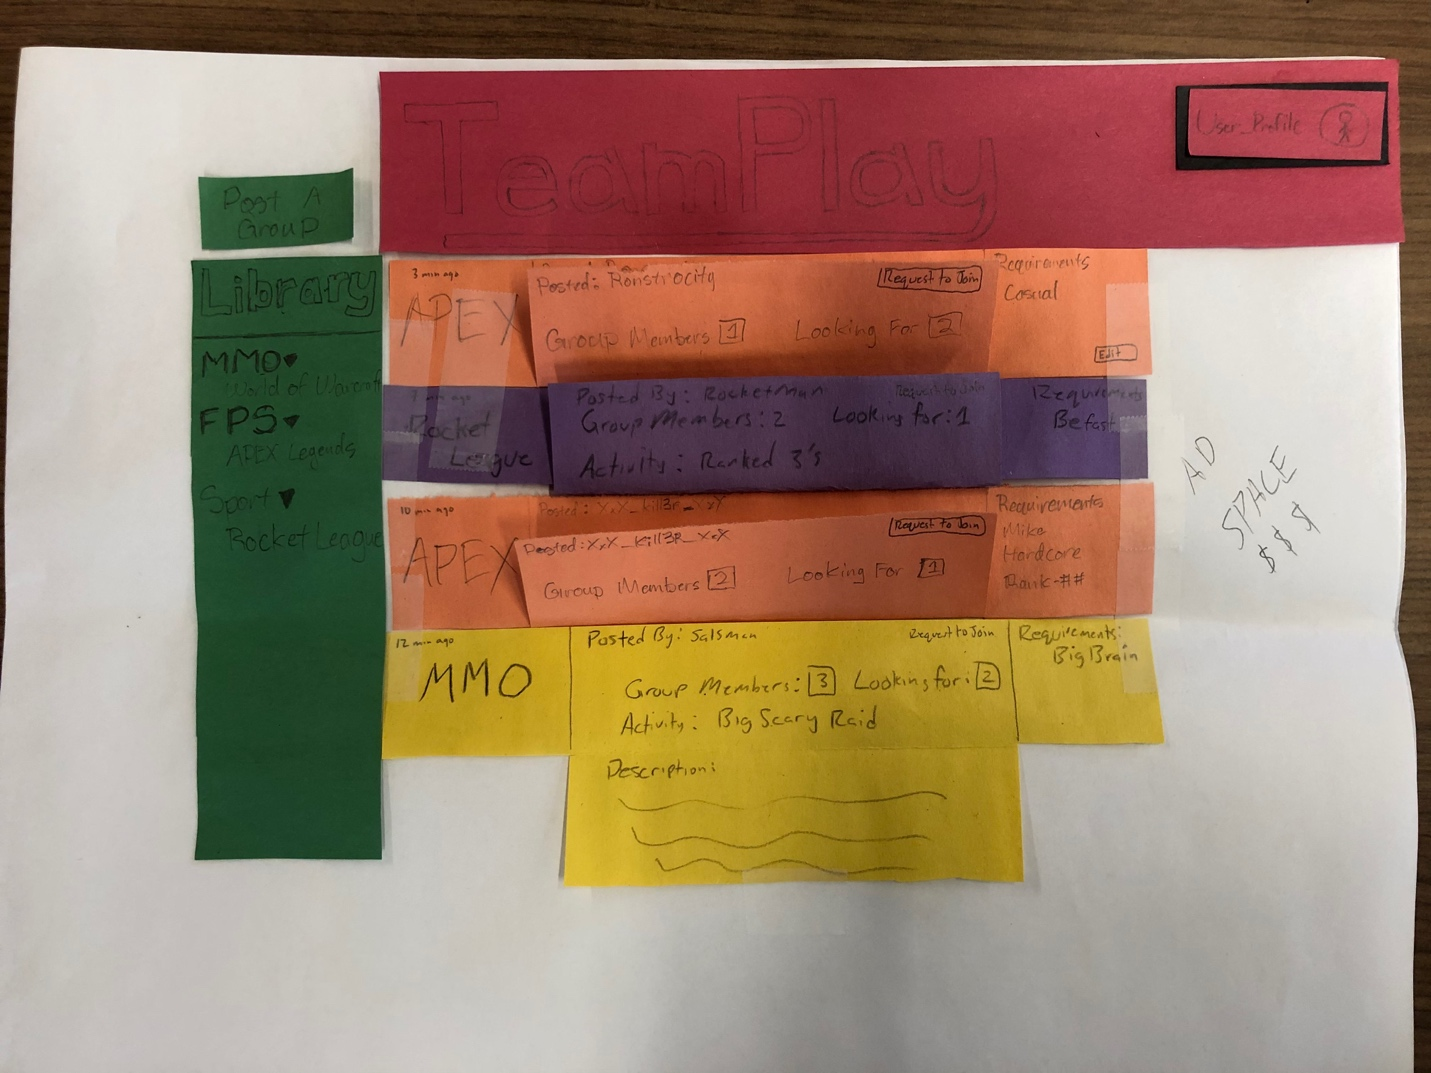 TeamPlay
User_Profile
Post A
Group
Library
MMO
World of Warcraft
FPS
APEX Legends
Sport
Rocket League
3 min ago
APEX
Posted: Ronstrocity
Request to Join
Group Members 1
Looking For 2
Requirements
Casual
Edit
min ago
Rocket
League
Posted By: RocketMan
Request to Join
Group Members: 2
Looking for: 1
Activity: Ranked 3's
Requirements
Be fast
10 min ago
APEX
Posted: XxX_kill3r_XxX
Posted: XxX_kill3R_XxX
Request to Join
Group Members 2
Looking For 1
Requirements
Mike
Hardcore
Rank-##
12 min ago
MMO
Posted By: Salsman
Request to Join
Group Members: 3
Looking for: 2
Activity: Big Scary Raid
Requirements:
Big Brain
Description:
AD
SPACE
$$$